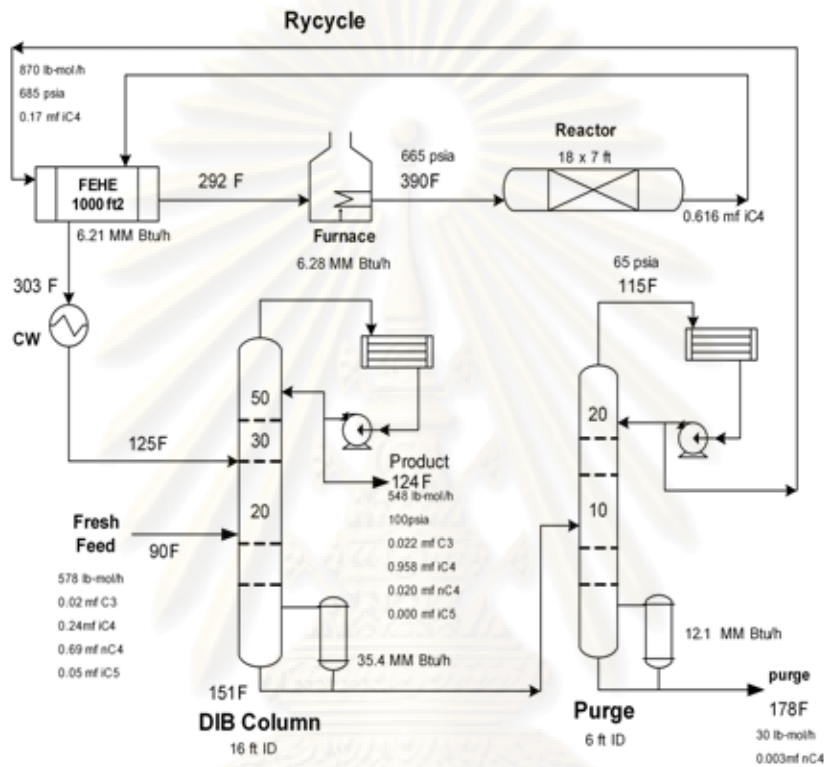 Rycycle
870 lb-mol/h
685 psia
0.17 mf iC4
FEHE
1000 ft2
6.21 MM Btu/h
292 F
Furnace
6.28 MM Btu/h
665 psia
390F
Reactor
18 x 7 ft
0.616 mf iC4
303 F
CW
125F
Fresh
Feed
90F
578 lb-mol/h
0.02 mf C3
0.24mf iC4
0.69 mf nC4
0.05 mf iC5
50
30
20
Product
124F
548 lb-mol/h
100psia
0.022 mf C3
0.958 mf iC4
0.020 mf nC4
0.000 mf iC5
35.4 MM Btu/h
151F
DIB Column
16 ft ID
65 psia
115F
20
10
12.1 MM Btu/h
Purge
6 ft ID
purge
178F
30 lb-mol/h
0.003mf nC4